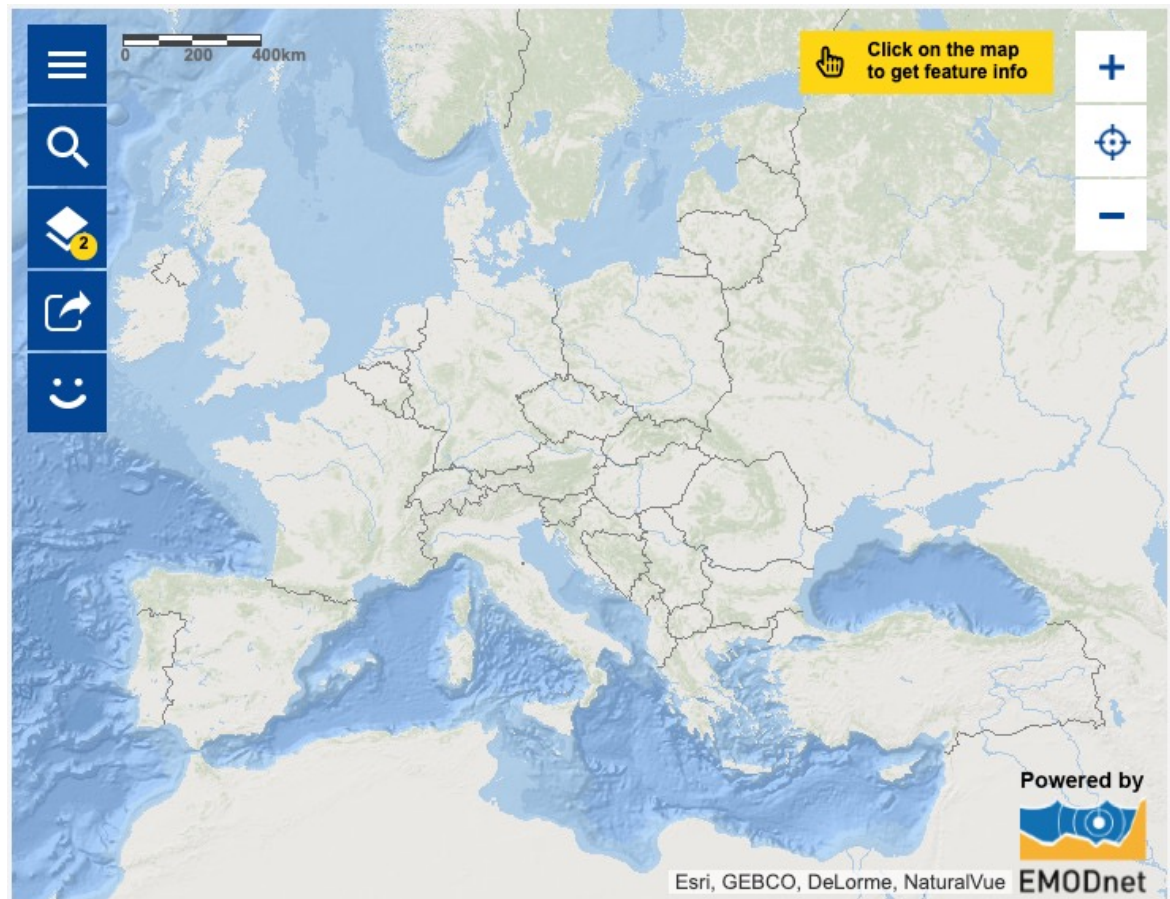 0 200 400km
Click on the map
to get feature info
+
2
−
Powered by
EMODnet
Esri, GEBCO, DeLorme, NaturalVue